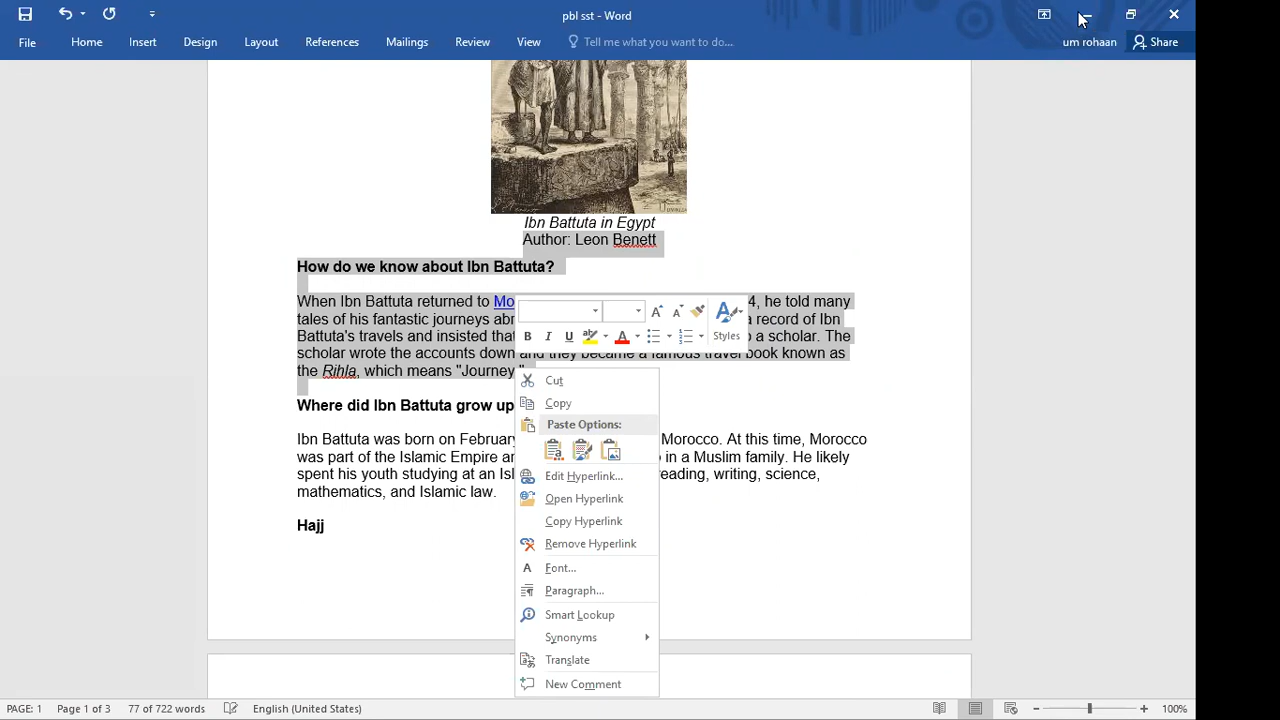 pbl sst - Word
File Home Insert Design Layout References Mailings Review View Tell me what you want to do... um rohaan Share
Ibn Battuta in Egypt
Author: Leon Benett
How do we know about Ibn Battuta?
When Ibn Battuta returned to Mo 4, he told many
tales of his fantastic journeys abr a record of Ibn
Battuta's travels and insisted that to a scholar. The
scholar wrote the accounts down and they became a famous travel book known as
the Rihla, which means "Journey."
Styles
Cut
Copy
Paste Options:
Edit Hyperlink...
Open Hyperlink
Copy Hyperlink
Remove Hyperlink
Font...
Paragraph...
Smart Lookup
Synonyms
Translate
New Comment
Where did Ibn Battuta grow up
Ibn Battuta was born on February Morocco. At this time, Morocco
was part of the Islamic Empire an in a Muslim family. He likely
spent his youth studying at an Isl reading, writing, science,
mathematics, and Islamic law.
Hajj
PAGE: 1 Page 1 of 3 77 of 722 words English (United States) 100%